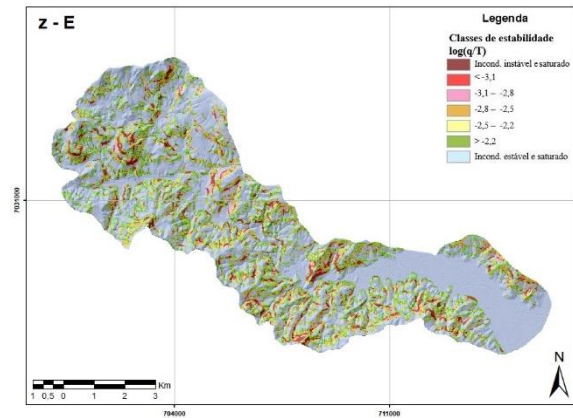 z - E
Legenda
Classes de estabilidade
log(q/T)
Incond. instável e saturado
< -3,1
-3,1 – -2,8
-2,8 – -2,5
-2,5 – -2,2
> -2,2
Incond. estável e saturado
7031000
Km
1 0.5 0 1 2 3
N
704000
711000